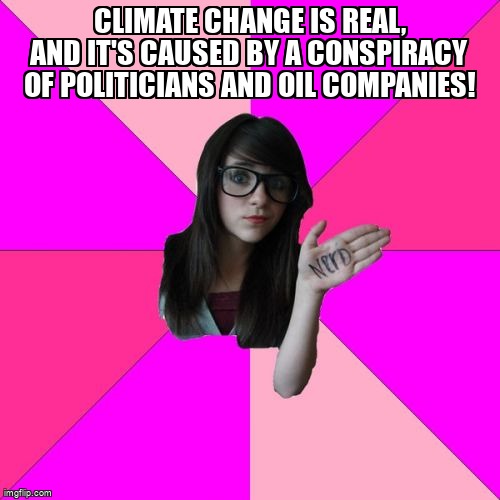 CLIMATE CHANGE IS REAL,
AND IT'S CAUSED BY A CONSPIRACY
OF POLITICIANS AND OIL COMPANIES!
NERD
imgflip.com